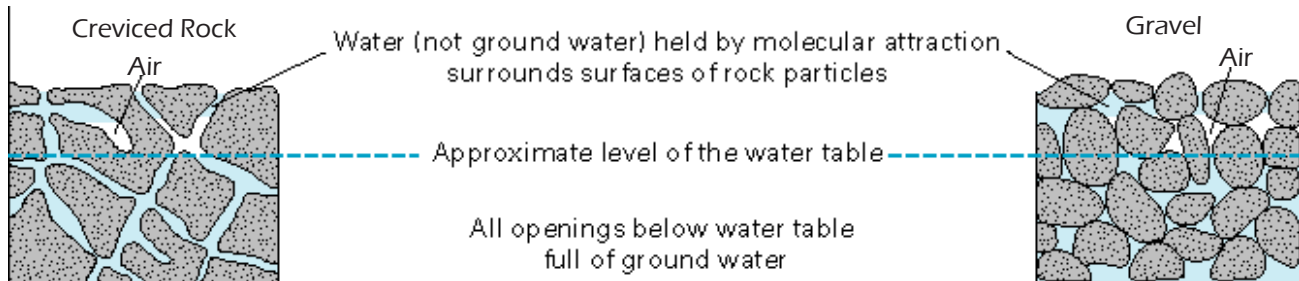 Creviced Rock
Air
Water (not ground water) held by molecular attraction
surrounds surfaces of rock particles
Gravel
Air
Approximate level of the water table
All openings below water table
full of ground water